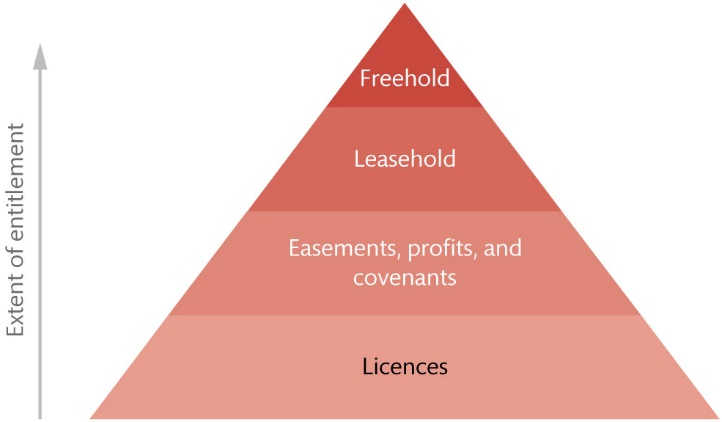 Freehold
Leasehold
Easements, profits, and
covenants
Licences
Extent of entitlement